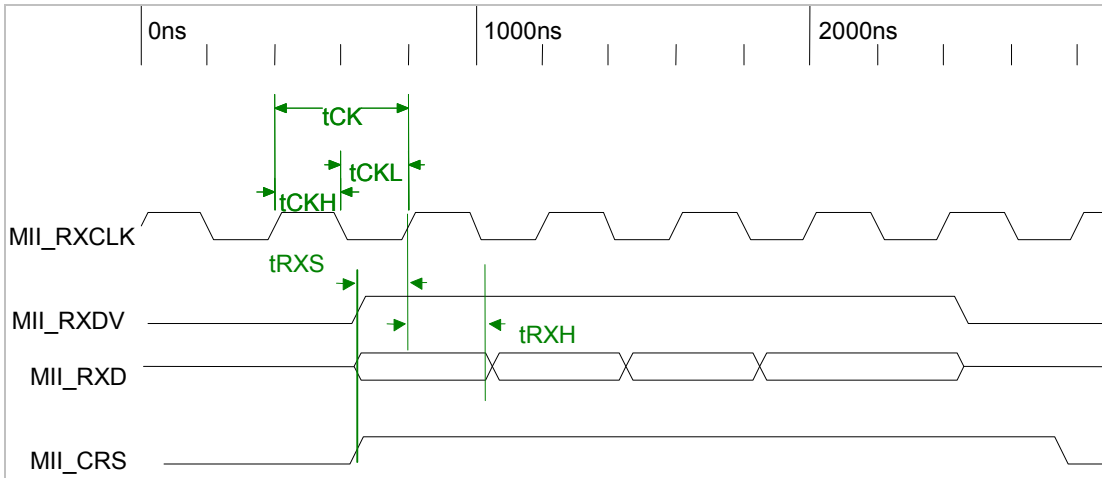 0ns 1000ns 2000ns
tCK
tCKL
tCKH
MII_RXCLK
tRXS
MII_RXDV
tRXH
MII_RXD
MII_CRS